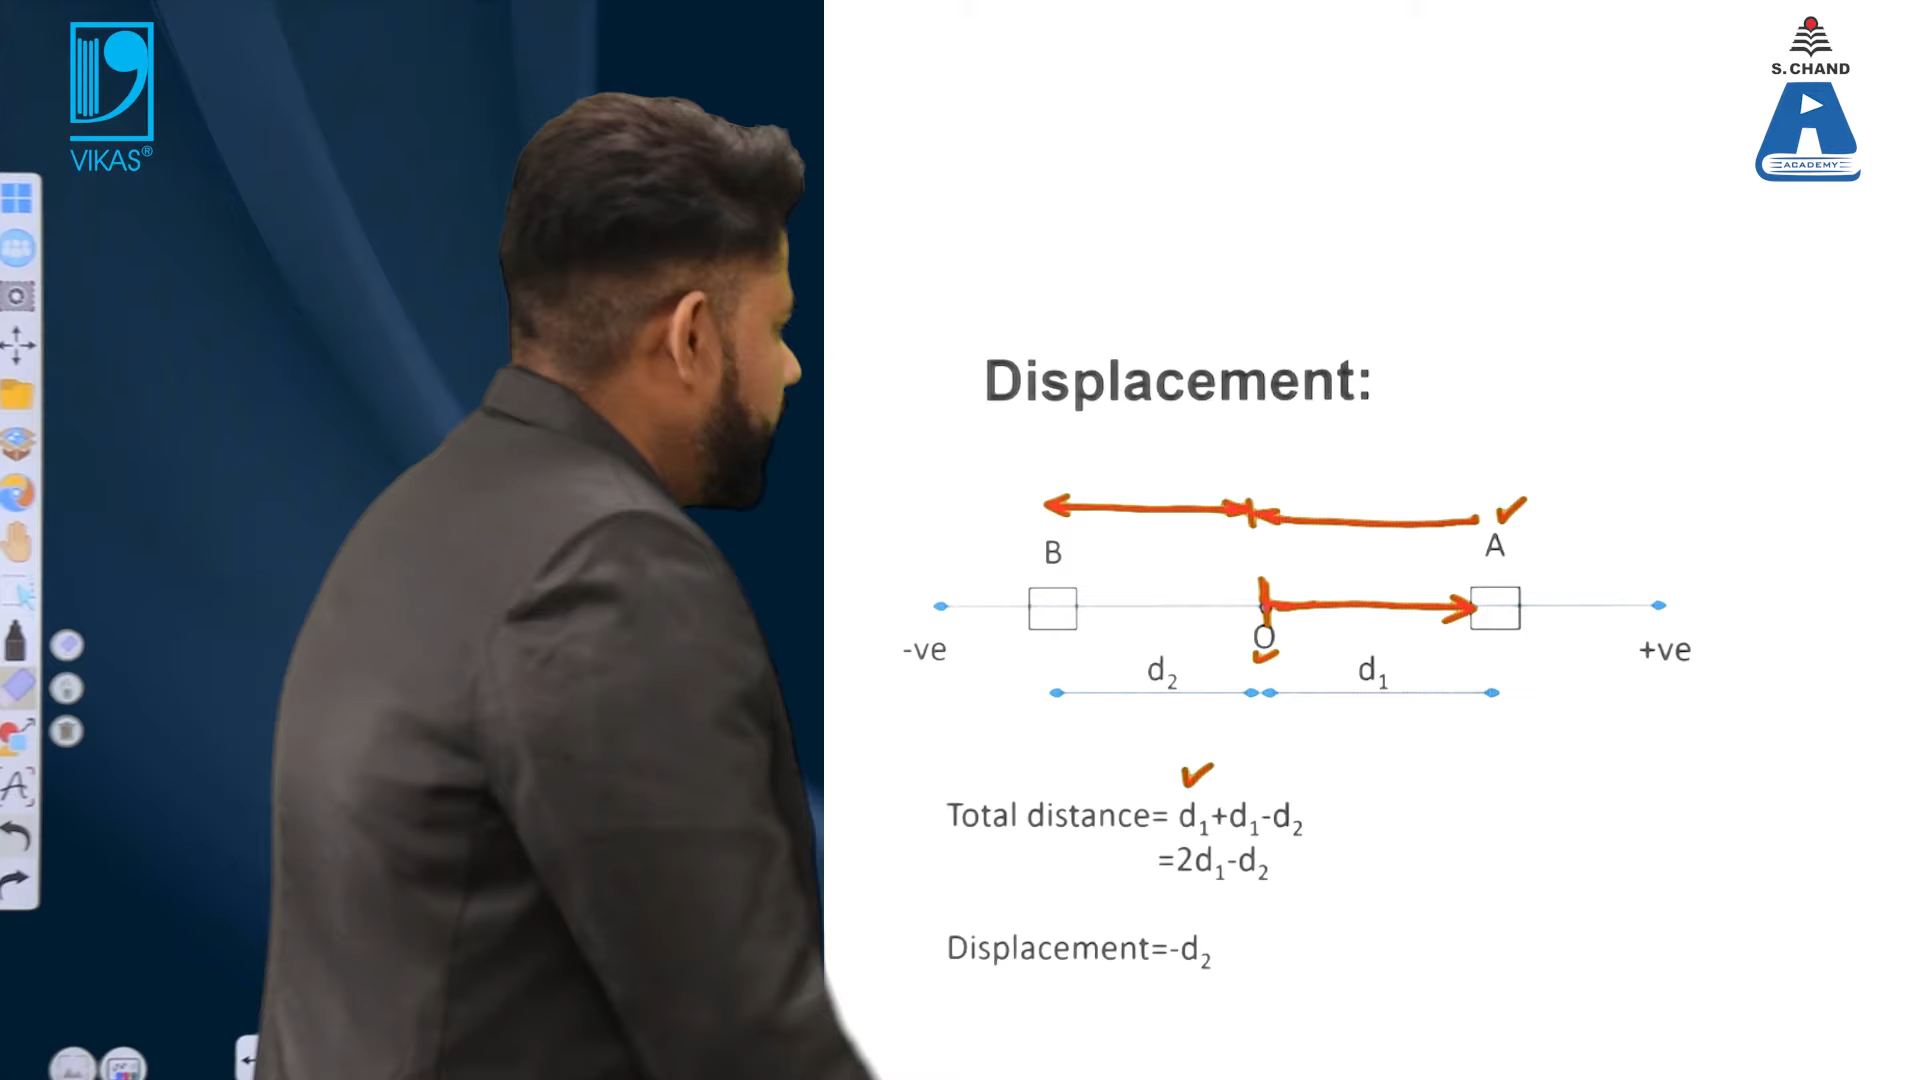 VIKAS®
S. CHAND
ACADEMY
Displacement:
B
A
O
-ve
+ve
d₂
d₁
Total distance= d₁+d₁-d₂
=2d₁-d₂
Displacement=-d₂
A